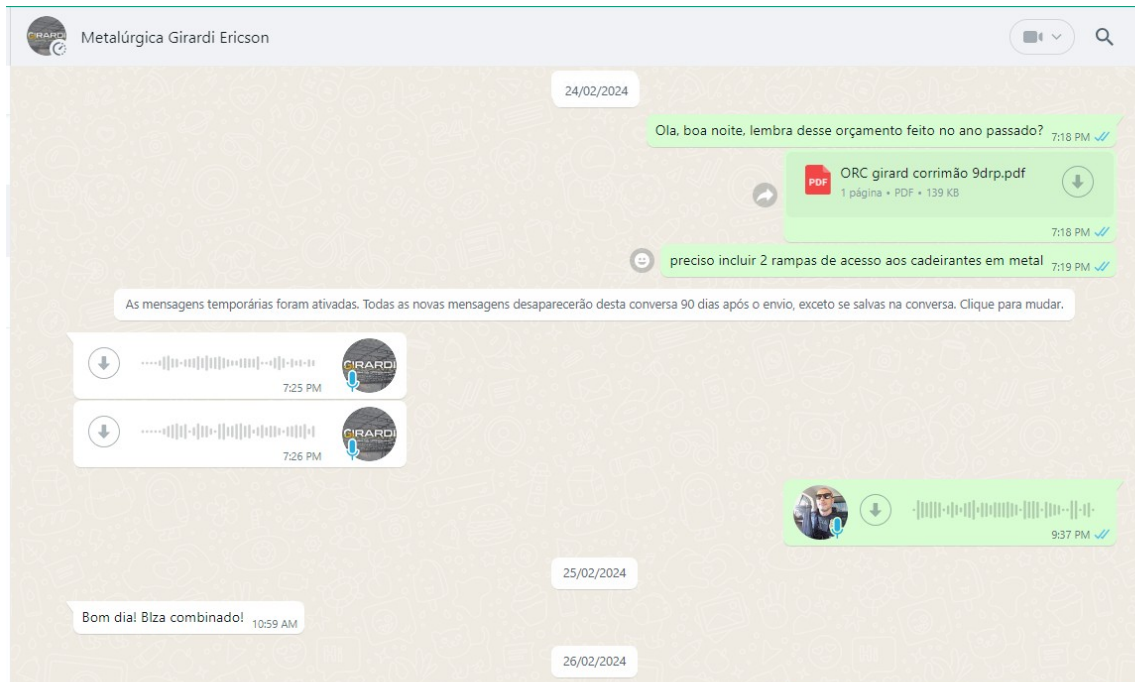 GIRARDI
Metalúrgica Girardi Ericson
24/02/2024
Ola, boa noite, lembra desse orçamento feito no ano passado? 7:18 PM
PDF
ORC girard corrimão 9drp.pdf
1 página • PDF • 139 KB
7:18 PM
preciso incluir 2 rampas de acesso aos cadeirantes em metal 7:19 PM
As mensagens temporárias foram ativadas. Todas as novas mensagens desaparecerão desta conversa 90 dias após o envio, exceto se salvas na conversa. Clique para mudar.
GIRARDI
7:25 PM
GIRARDI
7:26 PM
9:37 PM
25/02/2024
Bom dia! Blza combinado! 10:59 AM
26/02/2024